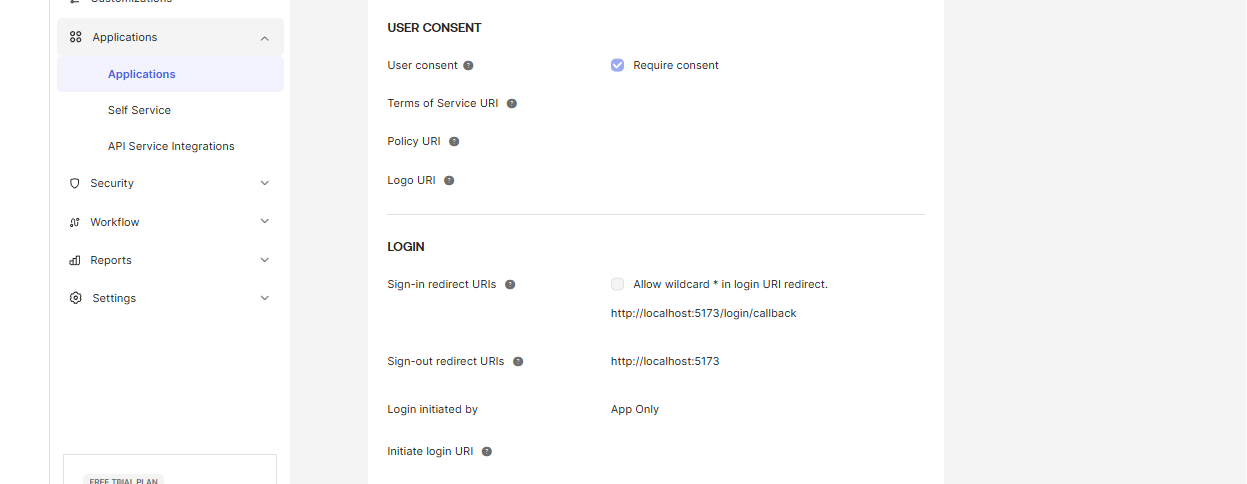 Customizations
Applications
Applications
Self Service
API Service Integrations
Security
Workflow
Reports
Settings
FREE TRIAL PLAN
USER CONSENT
User consent ? Require consent
Terms of Service URI ?
Policy URI ?
Logo URI ?
LOGIN
Sign-in redirect URIs ? Allow wildcard * in login URI redirect.
http://localhost:5173/login/callback
Sign-out redirect URIs ? http://localhost:5173
Login initiated by App Only
Initiate login URI ?